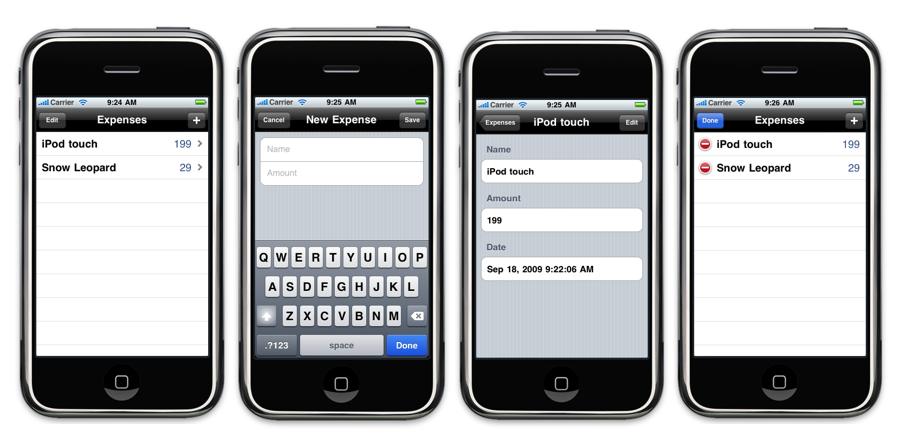 Carrier 9:24 AM
Edit Expenses +
iPod touch 199
Snow Leopard 29
Carrier 9:25 AM
Cancel New Expense Save
Name
Amount
Q W E R T Y U I O P
A S D F G H J K L
Z X C V B N M
.?123 space Done
Carrier 9:25 AM
Expenses iPod touch Edit
Name
iPod touch
Amount
199
Date
Sep 18, 2009 9:22:06 AM
Carrier 9:26 AM
Done Expenses +
iPod touch 199
Snow Leopard 29